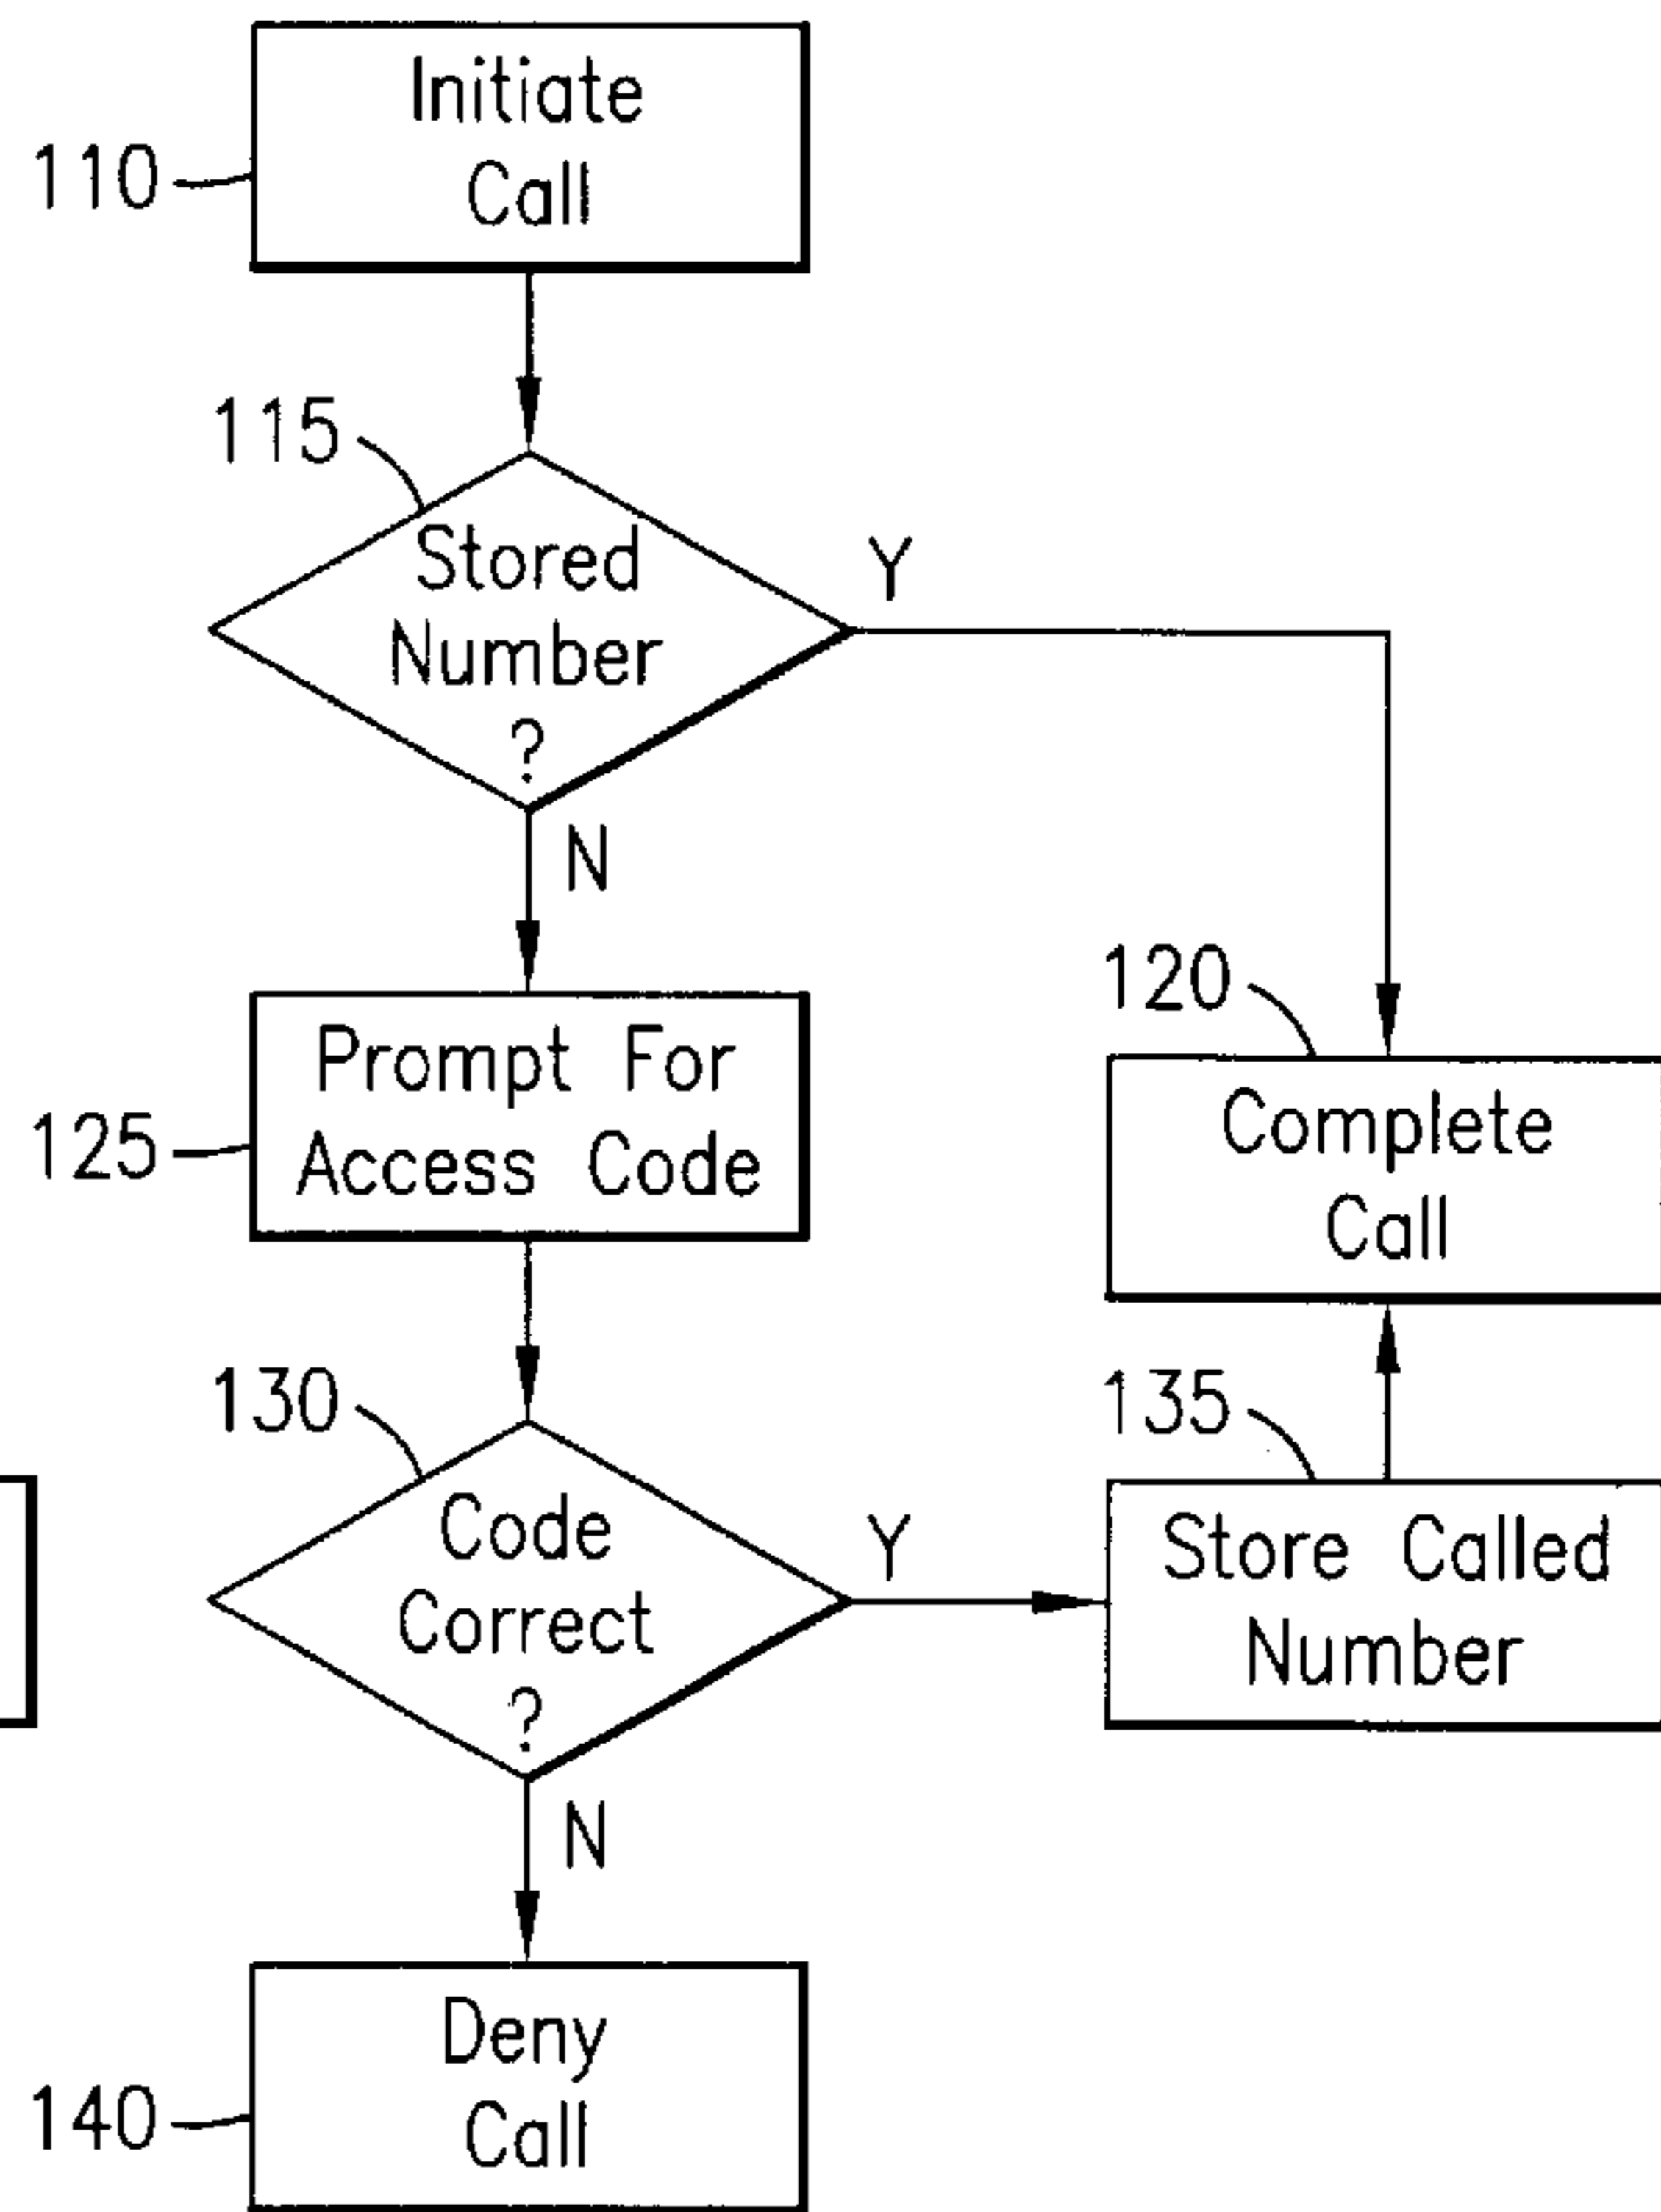 Initiate
Call
110
115
Stored
Number
?
Y
N
120
Complete
Call
Prompt For
Access Code
125
130
Code
Correct
?
Y
135
Store Called
Number
N
Deny
Call
140